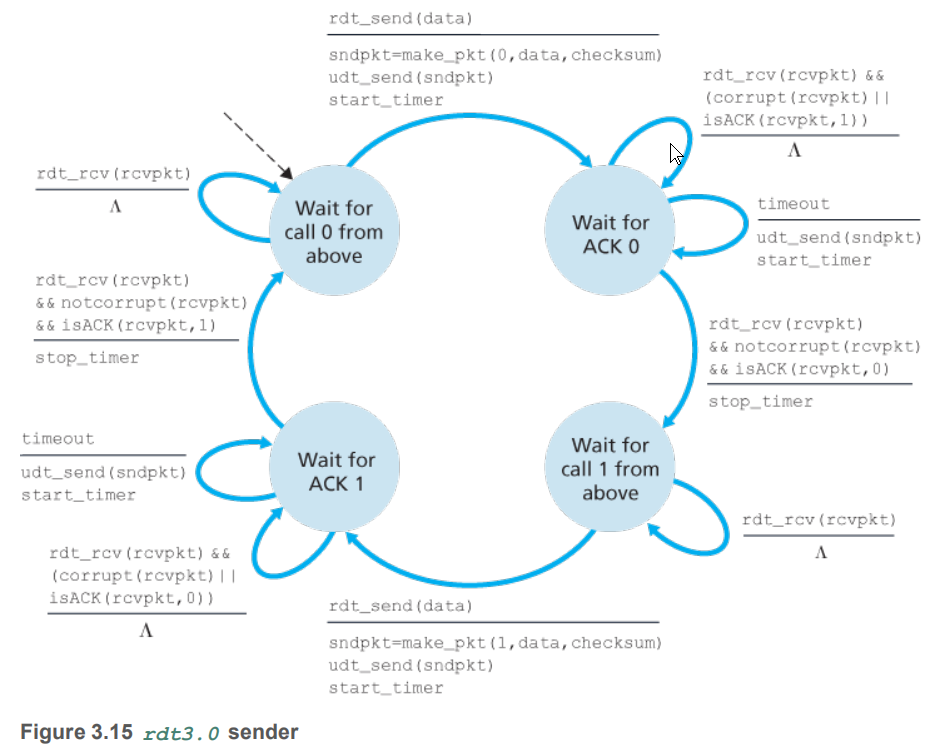 rdt_send(data)
sndpkt=make_pkt(0,data,checksum)
udt_send(sndpkt)
start_timer
rdt_rcv(rcvpkt) &&
(corrupt(rcvpkt)||
isACK(rcvpkt,1))
Λ
rdt_rcv(rcvpkt)
Λ
Wait for
call 0 from
above
Wait for
ACK 0
timeout
udt_send(sndpkt)
start_timer
rdt_rcv(rcvpkt)
&& notcorrupt(rcvpkt)
&& isACK(rcvpkt,1)
stop_timer
rdt_rcv(rcvpkt)
&& notcorrupt(rcvpkt)
&& isACK(rcvpkt,0)
stop_timer
timeout
udt_send(sndpkt)
start_timer
Wait for
ACK 1
Wait for
call 1 from
above
rdt_rcv(rcvpkt)
Λ
rdt_rcv(rcvpkt) &&
(corrupt(rcvpkt)||
isACK(rcvpkt,0))
Λ
rdt_send(data)
sndpkt=make_pkt(1,data,checksum)
udt_send(sndpkt)
start_timer
Figure 3.15 rdt3.0 sender